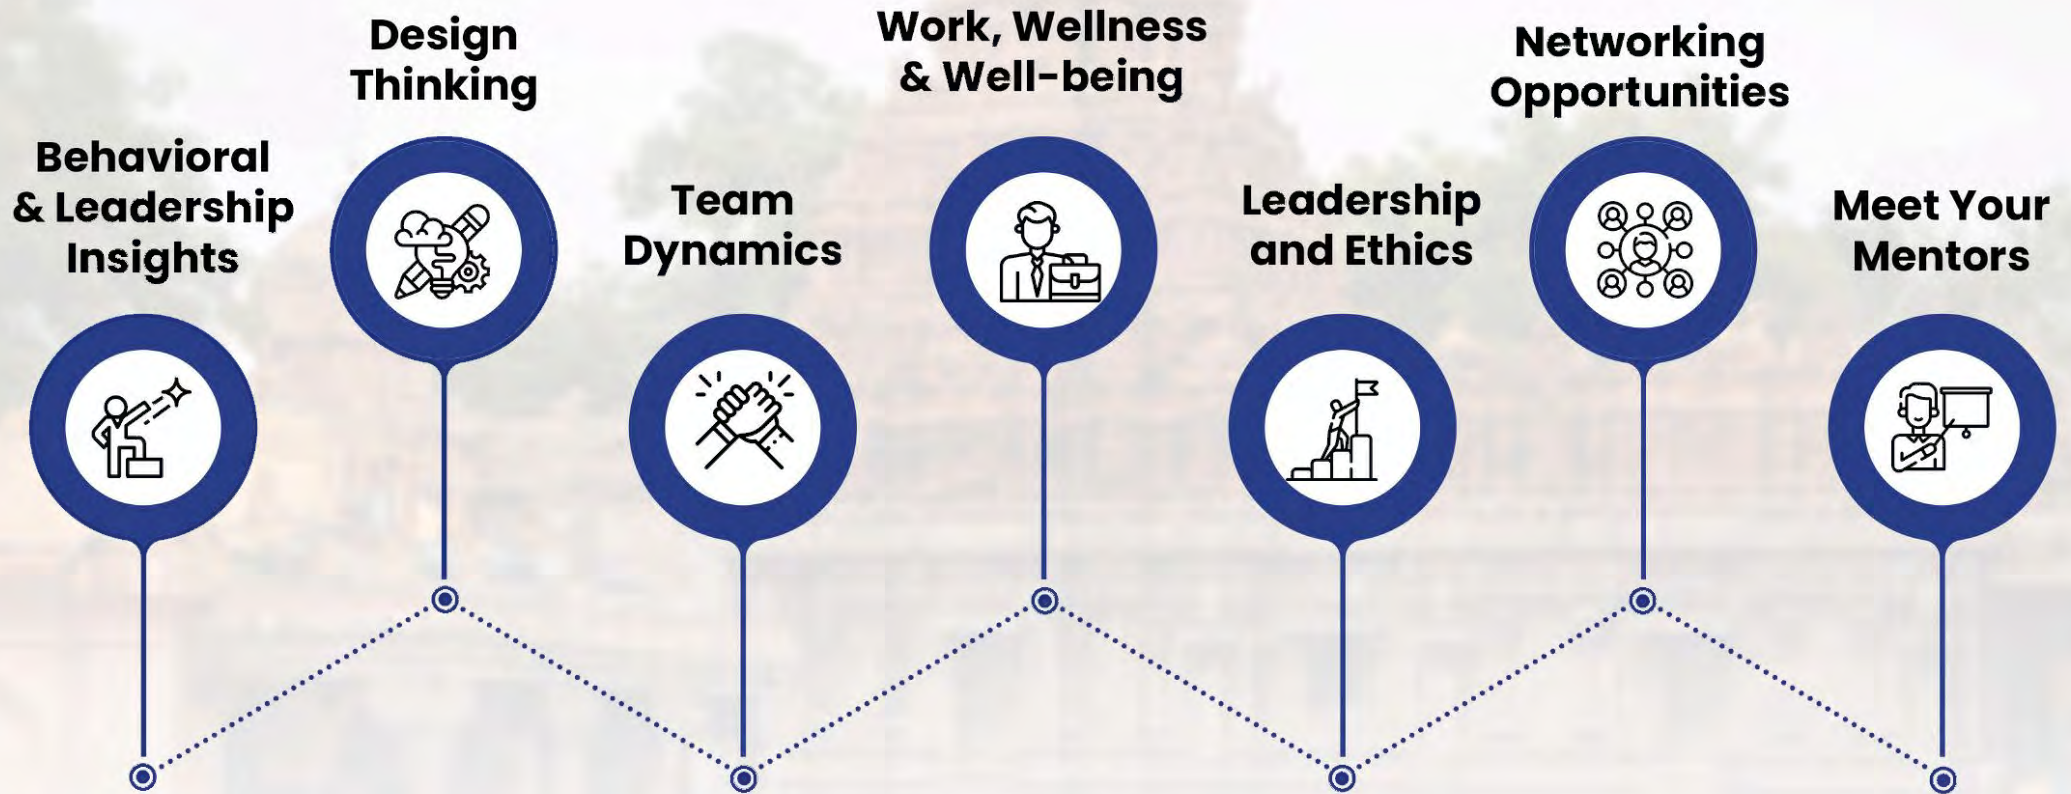 Behavioral
& Leadership
Insights
Design
Thinking
Team
Dynamics
Work, Wellness
& Well-being
Leadership
and Ethics
Networking
Opportunities
Meet Your
Mentors